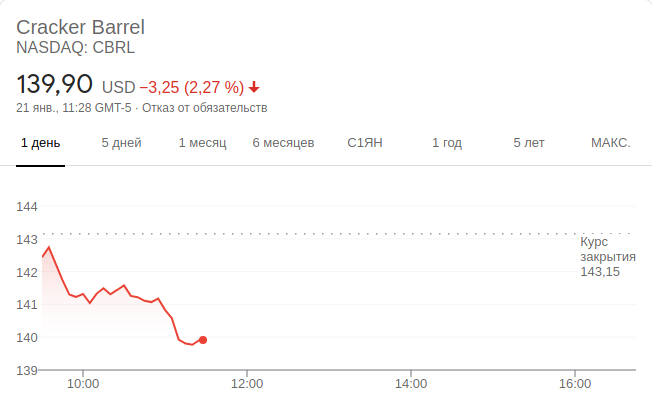 Cracker Barrel
NASDAQ: CBRL
139,90 USD −3,25 (2,27 %)
21 янв., 11:28 GMT-5 · Отказ от обязательств
1 день 5 дней 1 месяц 6 месяцев С1ЯН 1 год 5 лет МАКС.
144
143
142
141
140
139
Курс
закрытия
143,15
10:00 12:00 14:00 16:00